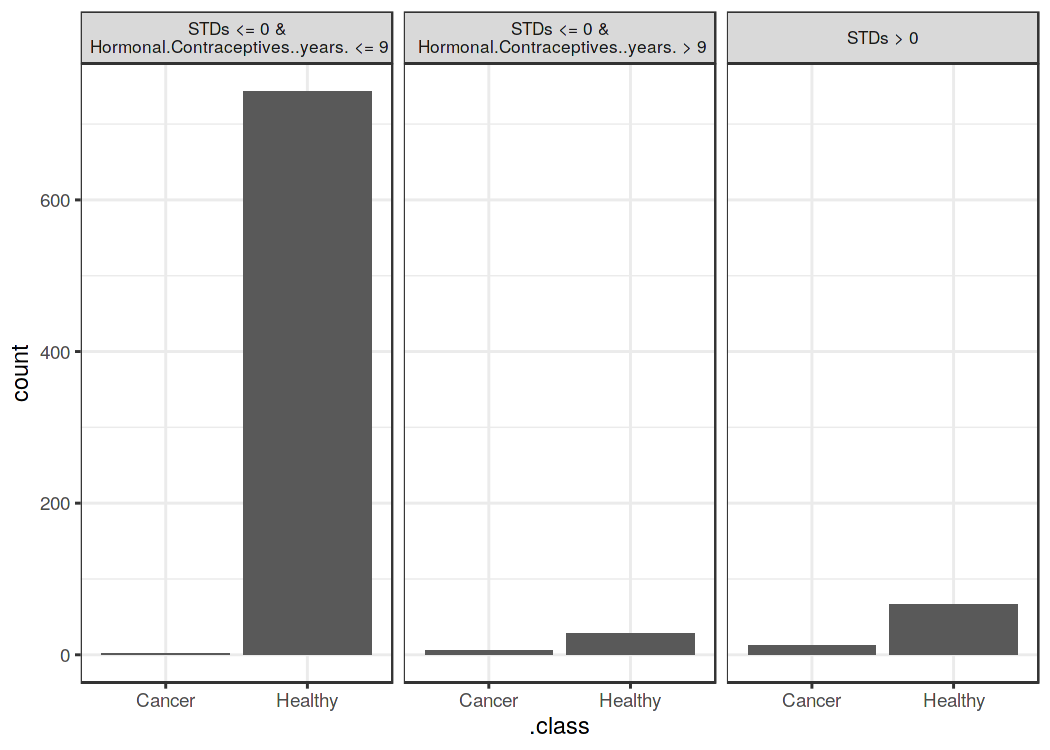 STDs <= 0 &
Hormonal.Contraceptives..years. <= 9
STDs <= 0 &
Hormonal.Contraceptives..years. > 9
STDs > 0
600
400
200
0
count
Cancer
Healthy
Cancer
Healthy
Cancer
Healthy
.class